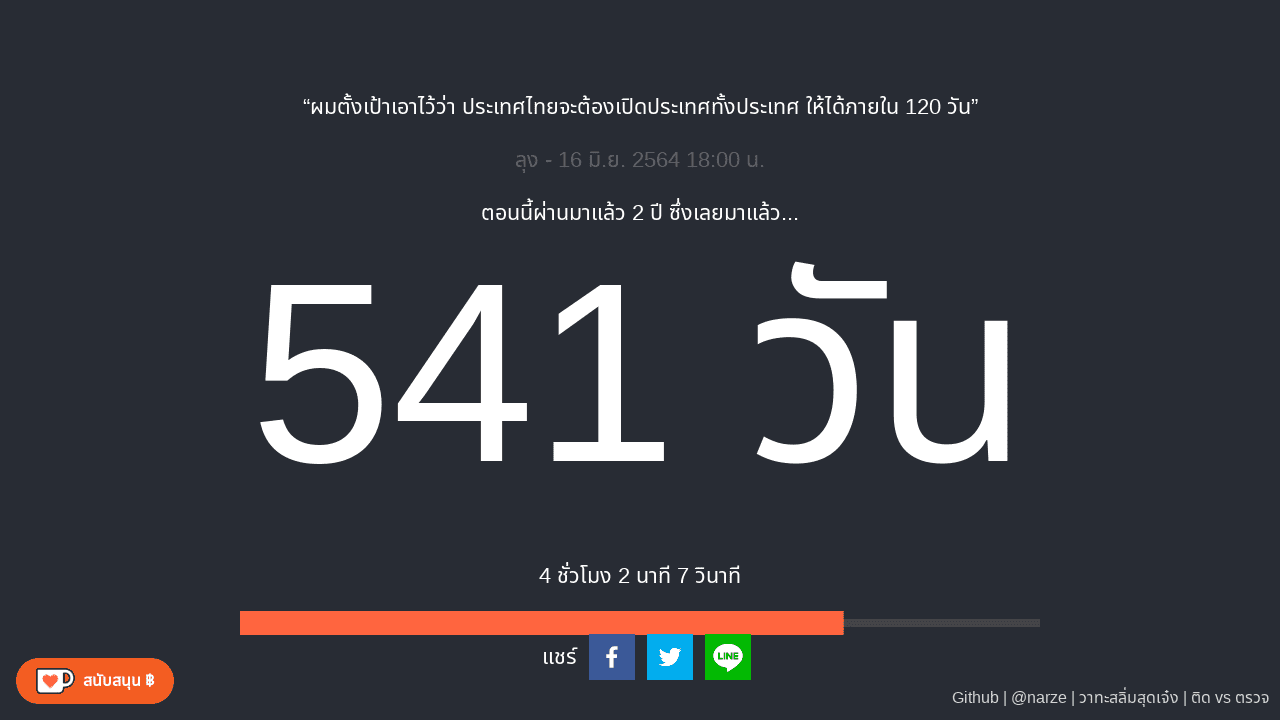 “ผมตั้งเป้าเอาไว้ว่า ประเทศไทยจะต้องเปิดประเทศทั้งประเทศ ให้ได้ภายใน 120 วัน”
ลุง - 16 มิ.ย. 2564 18:00 น.
ตอนนี้ผ่านมาแล้ว 2 ปี ซึ่งเลยมาแล้ว...
541 วัน
4 ชั่วโมง 2 นาที 7 วินาที
แชร์
LINE
สนับสนุน ฿
Github | @narze | วาทะสลิ่มสุดเจ๋ง | ติด vs ตรวจ